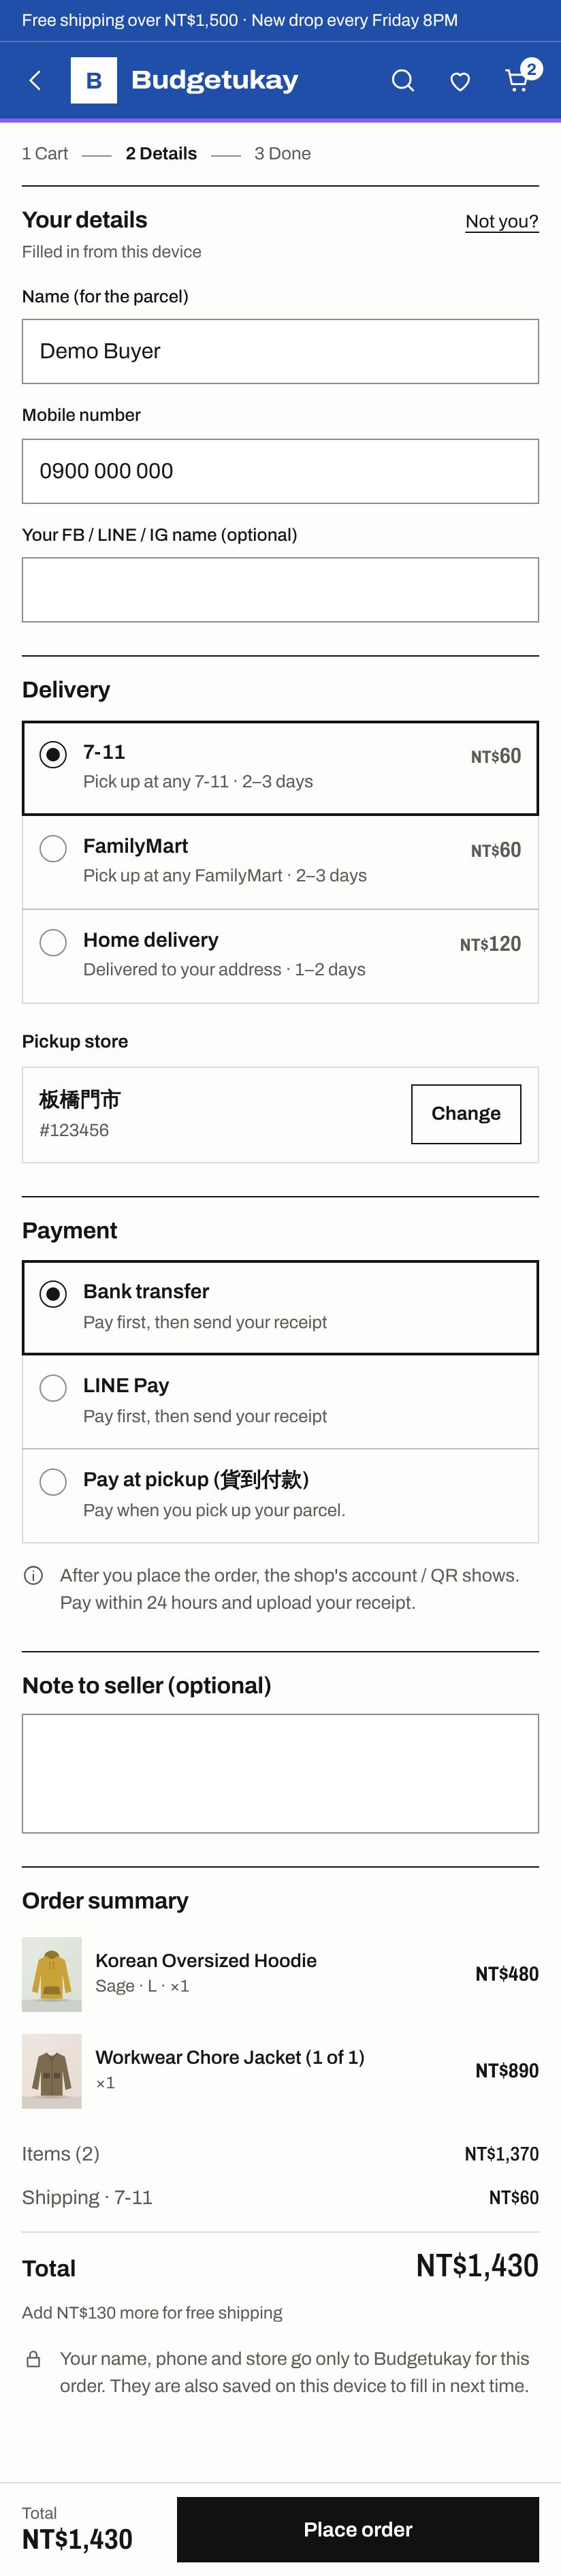 Free shipping over NT$1,500 · New drop every Friday 8PM
B Budgetukay 2
1 Cart 2 Details 3 Done
Your details Not you?
Filled in from this device
Name (for the parcel)
Demo Buyer
Mobile number
0900 000 000
Your FB / LINE / IG name (optional)
Delivery
7-11 NT$60
Pick up at any 7-11 · 2–3 days
FamilyMart NT$60
Pick up at any FamilyMart · 2–3 days
Home delivery NT$120
Delivered to your address · 1–2 days
Pickup store
板橋門市
#123456
Change
Payment
Bank transfer
Pay first, then send your receipt
LINE Pay
Pay first, then send your receipt
Pay at pickup (貨到付款)
Pay when you pick up your parcel.
After you place the order, the shop's account / QR shows.
Pay within 24 hours and upload your receipt.
Note to seller (optional)
Order summary
Korean Oversized Hoodie NT$480
Sage · L · ×1
Workwear Chore Jacket (1 of 1) NT$890
×1
Items (2) NT$1,370
Shipping · 7-11 NT$60
Total NT$1,430
Add NT$130 more for free shipping
Your name, phone and store go only to Budgetukay for this
order. They are also saved on this device to fill in next time.
Total
NT$1,430
Place order